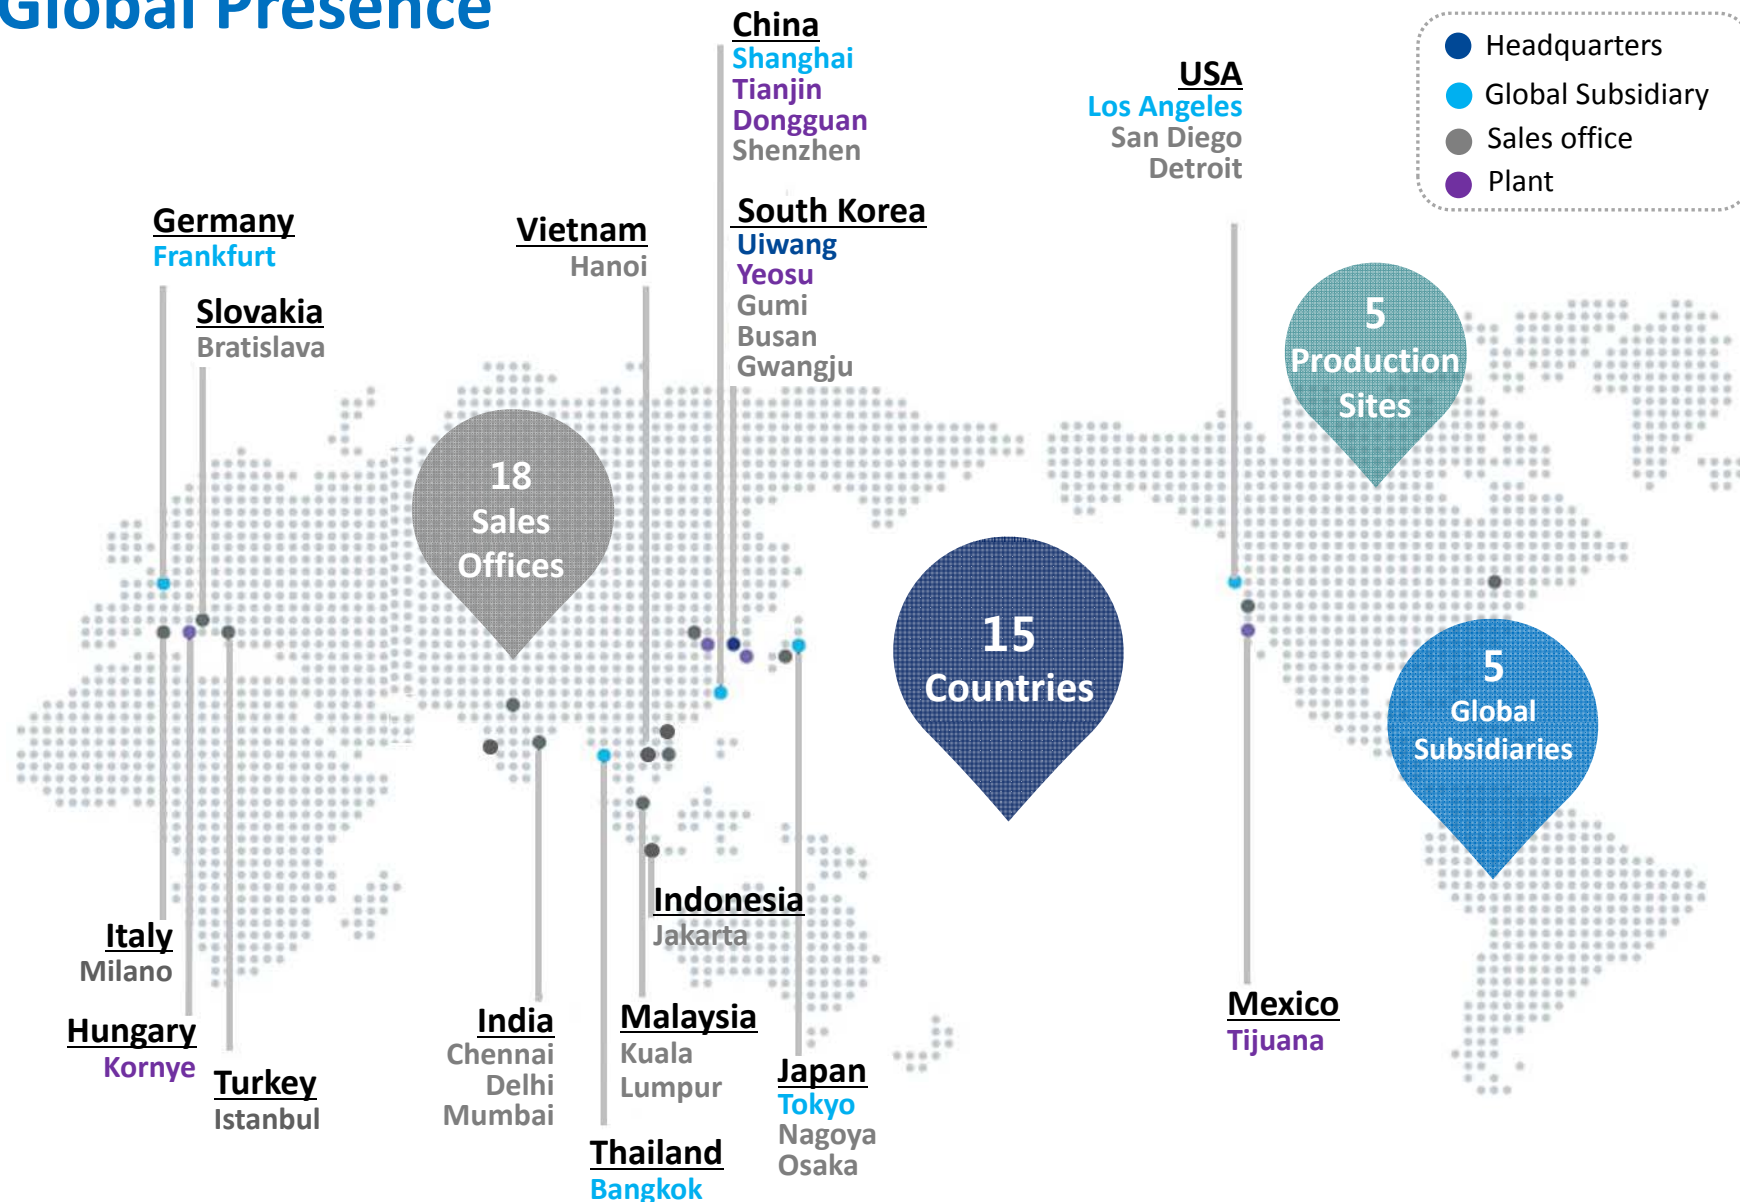 Global Presence
China
Shanghai
Tianjin
Dongguan
Shenzhen
USA
Los Angeles
San Diego
Detroit
Headquarters
Global Subsidiary
Sales office
Plant
Germany
Frankfurt
Slovakia
Bratislava
Vietnam
Hanoi
South Korea
Uiwang
Yeosu
Gumi
Busan
Gwangju
5
Production
Sites
18
Sales
Offices
15
Countries
5
Global
Subsidiaries
Italy
Milano
Hungary
Kornye
Turkey
Istanbul
India
Chennai
Delhi
Mumbai
Indonesia
Jakarta
Malaysia
Kuala
Lumpur
Thailand
Bangkok
Japan
Tokyo
Nagoya
Osaka
Mexico
Tijuana